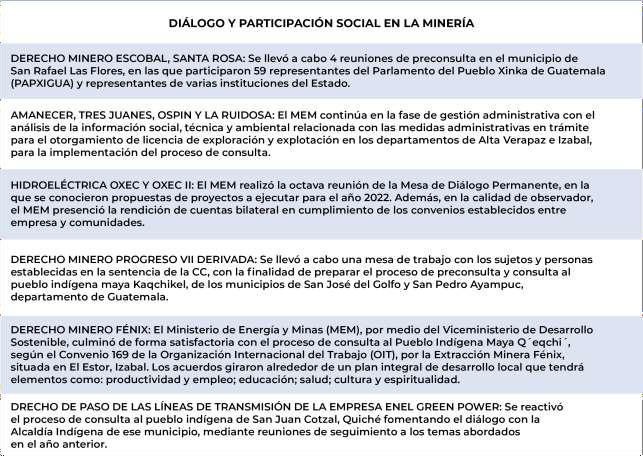 DIÁLOGO Y PARTICIPACIÓN SOCIAL EN LA MINERÍA
DERECHO MINERO ESCOBAL, SANTA ROSA: Se llevó a cabo 4 reuniones de preconsulta en el municipio de
San Rafael Las Flores, en las que participaron 59 representantes del Parlamento del Pueblo Xinka de Guatemala
(PAPXIGUA) y representantes de varias instituciones del Estado.
AMANECER, TRES JUANES, OSPIN Y LA RUIDOSA: El MEM continúa en la fase de gestión administrativa con el
análisis de la información social, técnica y ambiental relacionada con las medidas administrativas en trámite
para el otorgamiento de licencia de exploración y explotación en los departamentos de Alta Verapaz e Izabal,
para la implementación del proceso de consulta.
HIDROELÉCTRICA OXEC Y OXEC II: El MEM realizó la octava reunión de la Mesa de Diálogo Permanente, en la
que se conocieron propuestas de proyectos a ejecutar para el año 2022. Además, en la calidad de observador,
el MEM presenció la rendición de cuentas bilateral en cumplimiento de los convenios establecidos entre
empresa y comunidades.
DERECHO MINERO PROGRESO VII DERIVADA: Se llevó a cabo una mesa de trabajo con los sujetos y personas
establecidas en la sentencia de la CC, con la finalidad de preparar el proceso de preconsulta y consulta al
pueblo indígena maya Kaqchikel, de los municipios de San José del Golfo y San Pedro Ayampuc,
departamento de Guatemala.
DERECHO MINERO FÉNIX: El Ministerio de Energía y Minas (MEM), por medio del Viceministerio de Desarrollo
Sostenible, culminó de forma satisfactoria con el proceso de consulta al Pueblo Indígena Maya Q´eqchi´,
según el Convenio 169 de la Organización Internacional del Trabajo (OIT), por la Extracción Minera Fénix,
situada en El Estor, Izabal. Los acuerdos giraron alrededor de un plan integral de desarrollo local que tendrá
elementos como: productividad y empleo; educación; salud; cultura y espiritualidad.
DRECHO DE PASO DE LAS LÍNEAS DE TRANSMISIÓN DE LA EMPRESA ENEL GREEN POWER: Se reactivó
el proceso de consulta al pueblo indígena de San Juan Cotzal, Quiché fomentando el diálogo con la
Alcaldía Indígena de ese municipio, mediante reuniones de seguimiento a los temas abordados
en el año anterior.